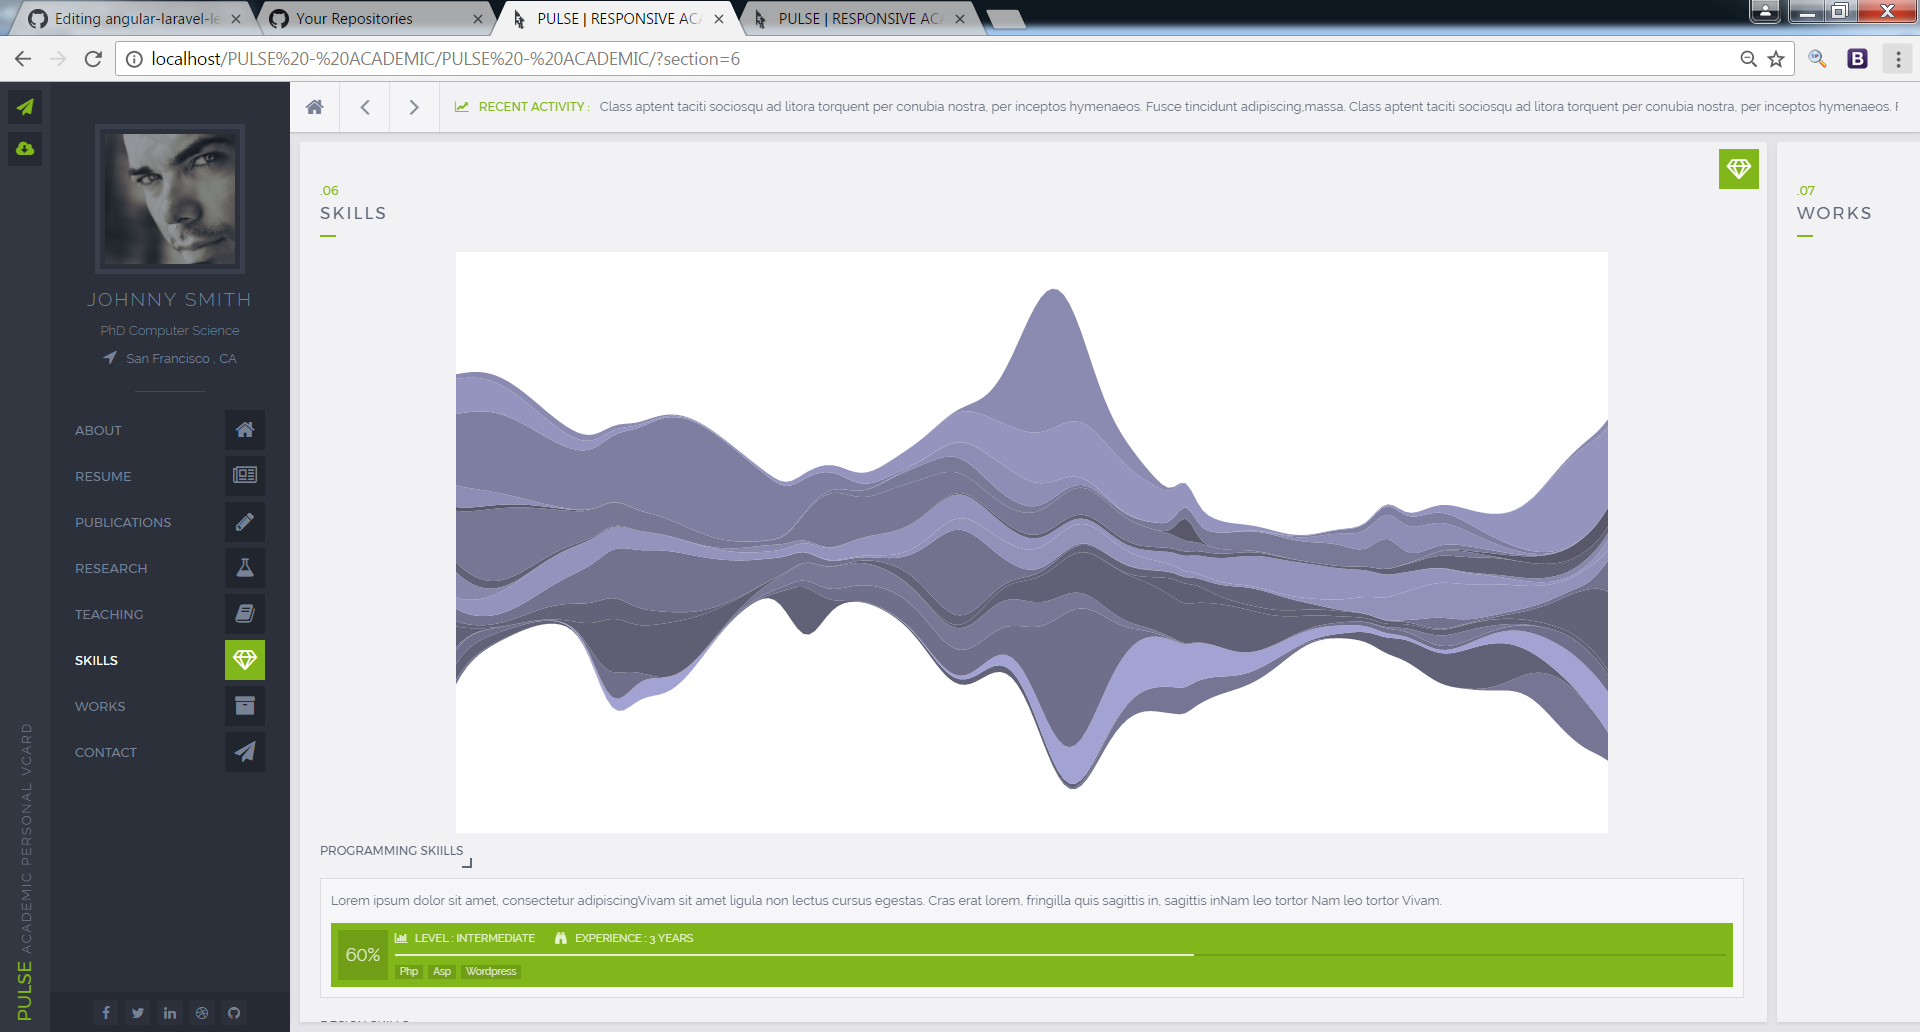 Editing angular-laravel-le
Your Repositories
PULSE | RESPONSIVE AC
PULSE | RESPONSIVE AC
localhost/PULSE%20-%20ACADEMIC/PULSE%20-%20ACADEMIC/?section=6
RECENT ACTIVITY : Class aptent taciti sociosqu ad litora torquent per conubia nostra, per inceptos hymenaeos. Fusce tincidunt adipiscing,massa. Class aptent taciti sociosqu ad litora torquent per conubia nostra, per inceptos hymenaeos.
JOHNNY SMITH
PhD Computer Science
San Francisco , CA
ABOUT
RESUME
PUBLICATIONS
RESEARCH
TEACHING
SKILLS
WORKS
CONTACT
PULSE ACADEMIC PERSONAL VCARD
.06
SKILLS
.07
WORKS
PROGRAMMING SKIILLS
Lorem ipsum dolor sit amet, consectetur adipiscingVivam sit amet ligula non lectus cursus egestas. Cras erat lorem, fringilla quis sagittis in, sagittis inNam leo tortor Nam leo tortor Vivam.
60%
LEVEL : INTERMEDIATE EXPERIENCE : 3 YEARS
Php Asp Wordpress